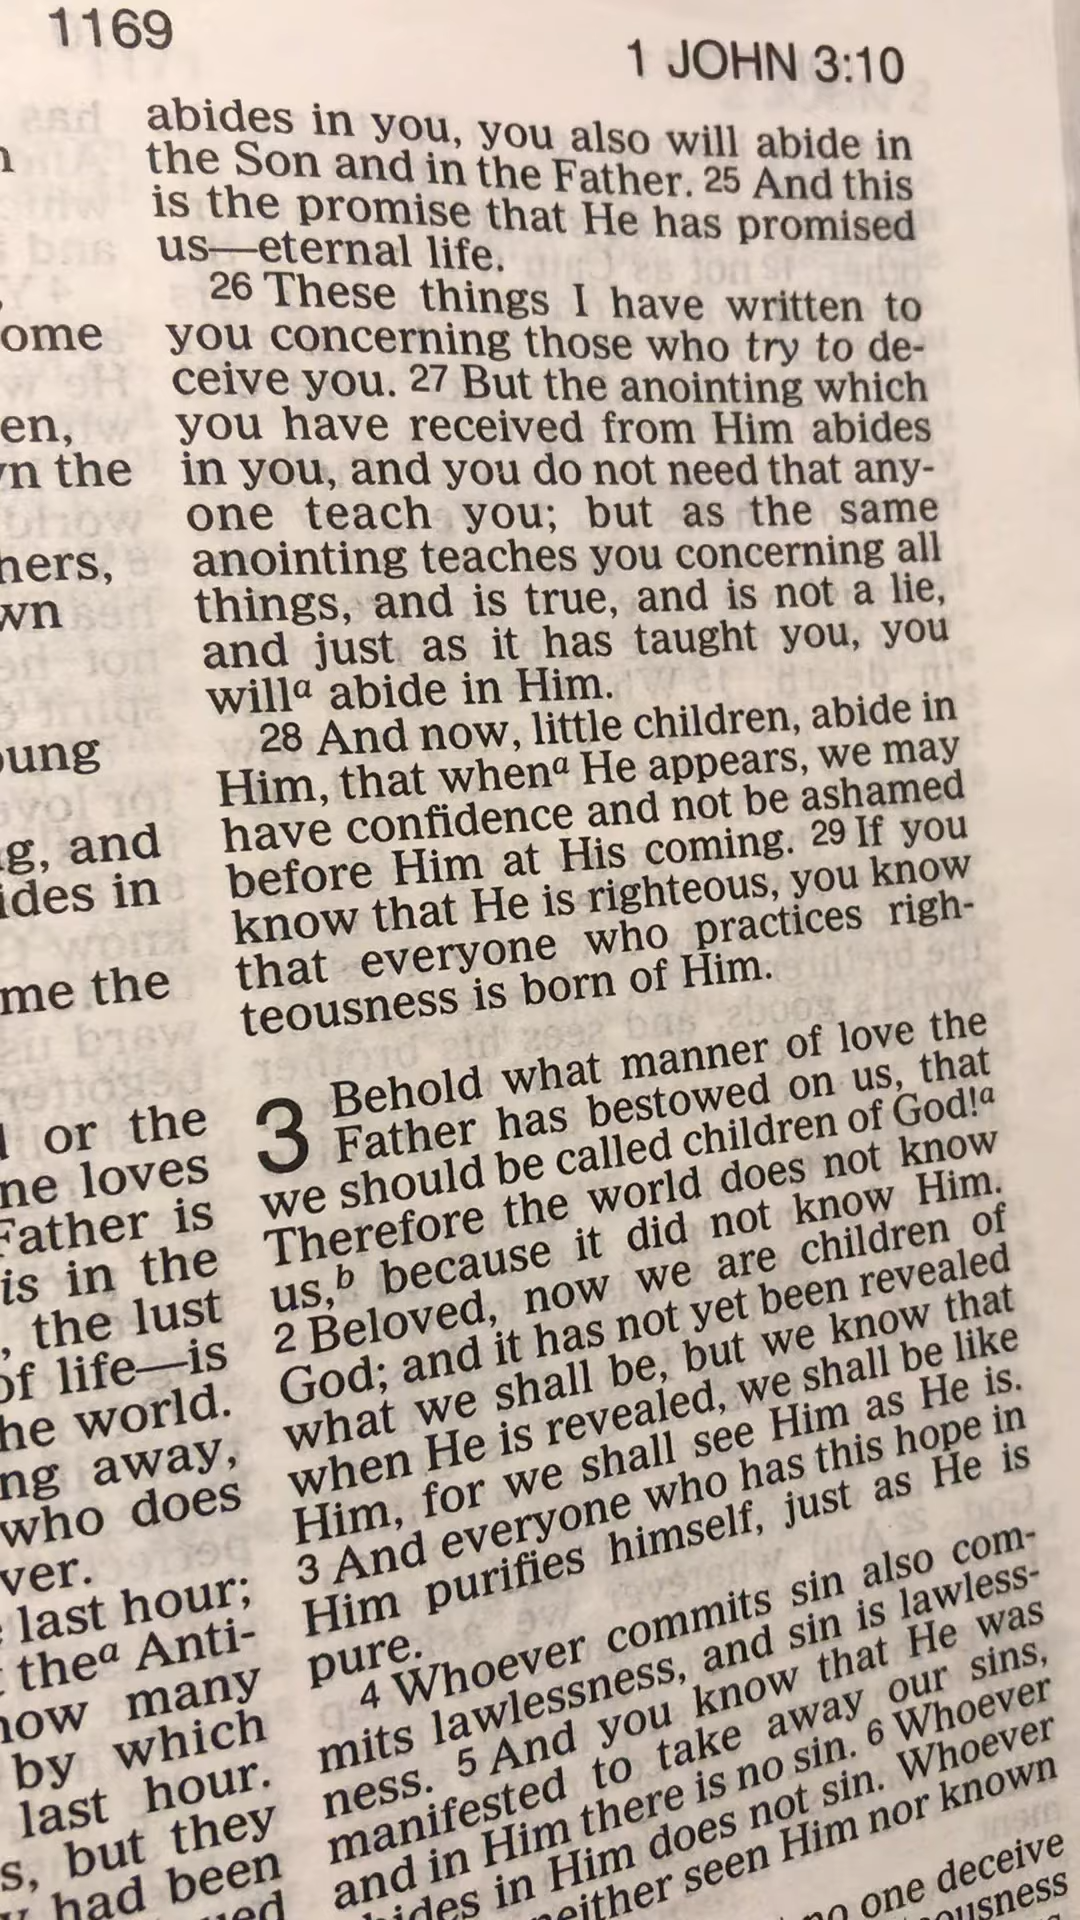 1169
1 JOHN 3:10
ome
en,
n the
hers,
wn
oung
g, and
ides in
me the
or the
ne loves
Father is
is in the
, the lust
of life—is
he world.
ng away,
who does
ver.
last hour;
theᵃ Anti-
now many
by which
last hour.
s, but they
had been
abides in you, you also will abide in
the Son and in the Father. 25 And this
is the promise that He has promised
us—eternal life.
26 These things I have written to
you concerning those who try to de-
ceive you. 27 But the anointing which
you have received from Him abides
in you, and you do not need that any-
one teach you; but as the same
anointing teaches you concerning all
things, and is true, and is not a lie,
and just as it has taught you, you
willᵃ abide in Him.
28 And now, little children, abide in
Him, that whenᵃ He appears, we may
have confidence and not be ashamed
before Him at His coming. 29 If you
know that He is righteous, you know
that everyone who practices righ-
teousness is born of Him.
3 Behold what manner of love the
Father has bestowed on us, that
we should be called children of God!ᵃ
Therefore the world does not know
us,ᵇ because it did not know Him.
2 Beloved, now we are children of
God; and it has not yet been revealed
what we shall be, but we know that
when He is revealed, we shall be like
Him, for we shall see Him as He is.
3 And everyone who has this hope in
Him purifies himself, just as He is
pure.
4 Whoever commits sin also com-
mits lawlessness, and sin is lawless-
ness. 5 And you know that He was
manifested to take away our sins,
and in Him there is no sin. 6 Whoever
bides in Him does not sin. Whoever
neither seen Him nor known
no one deceive
ousness